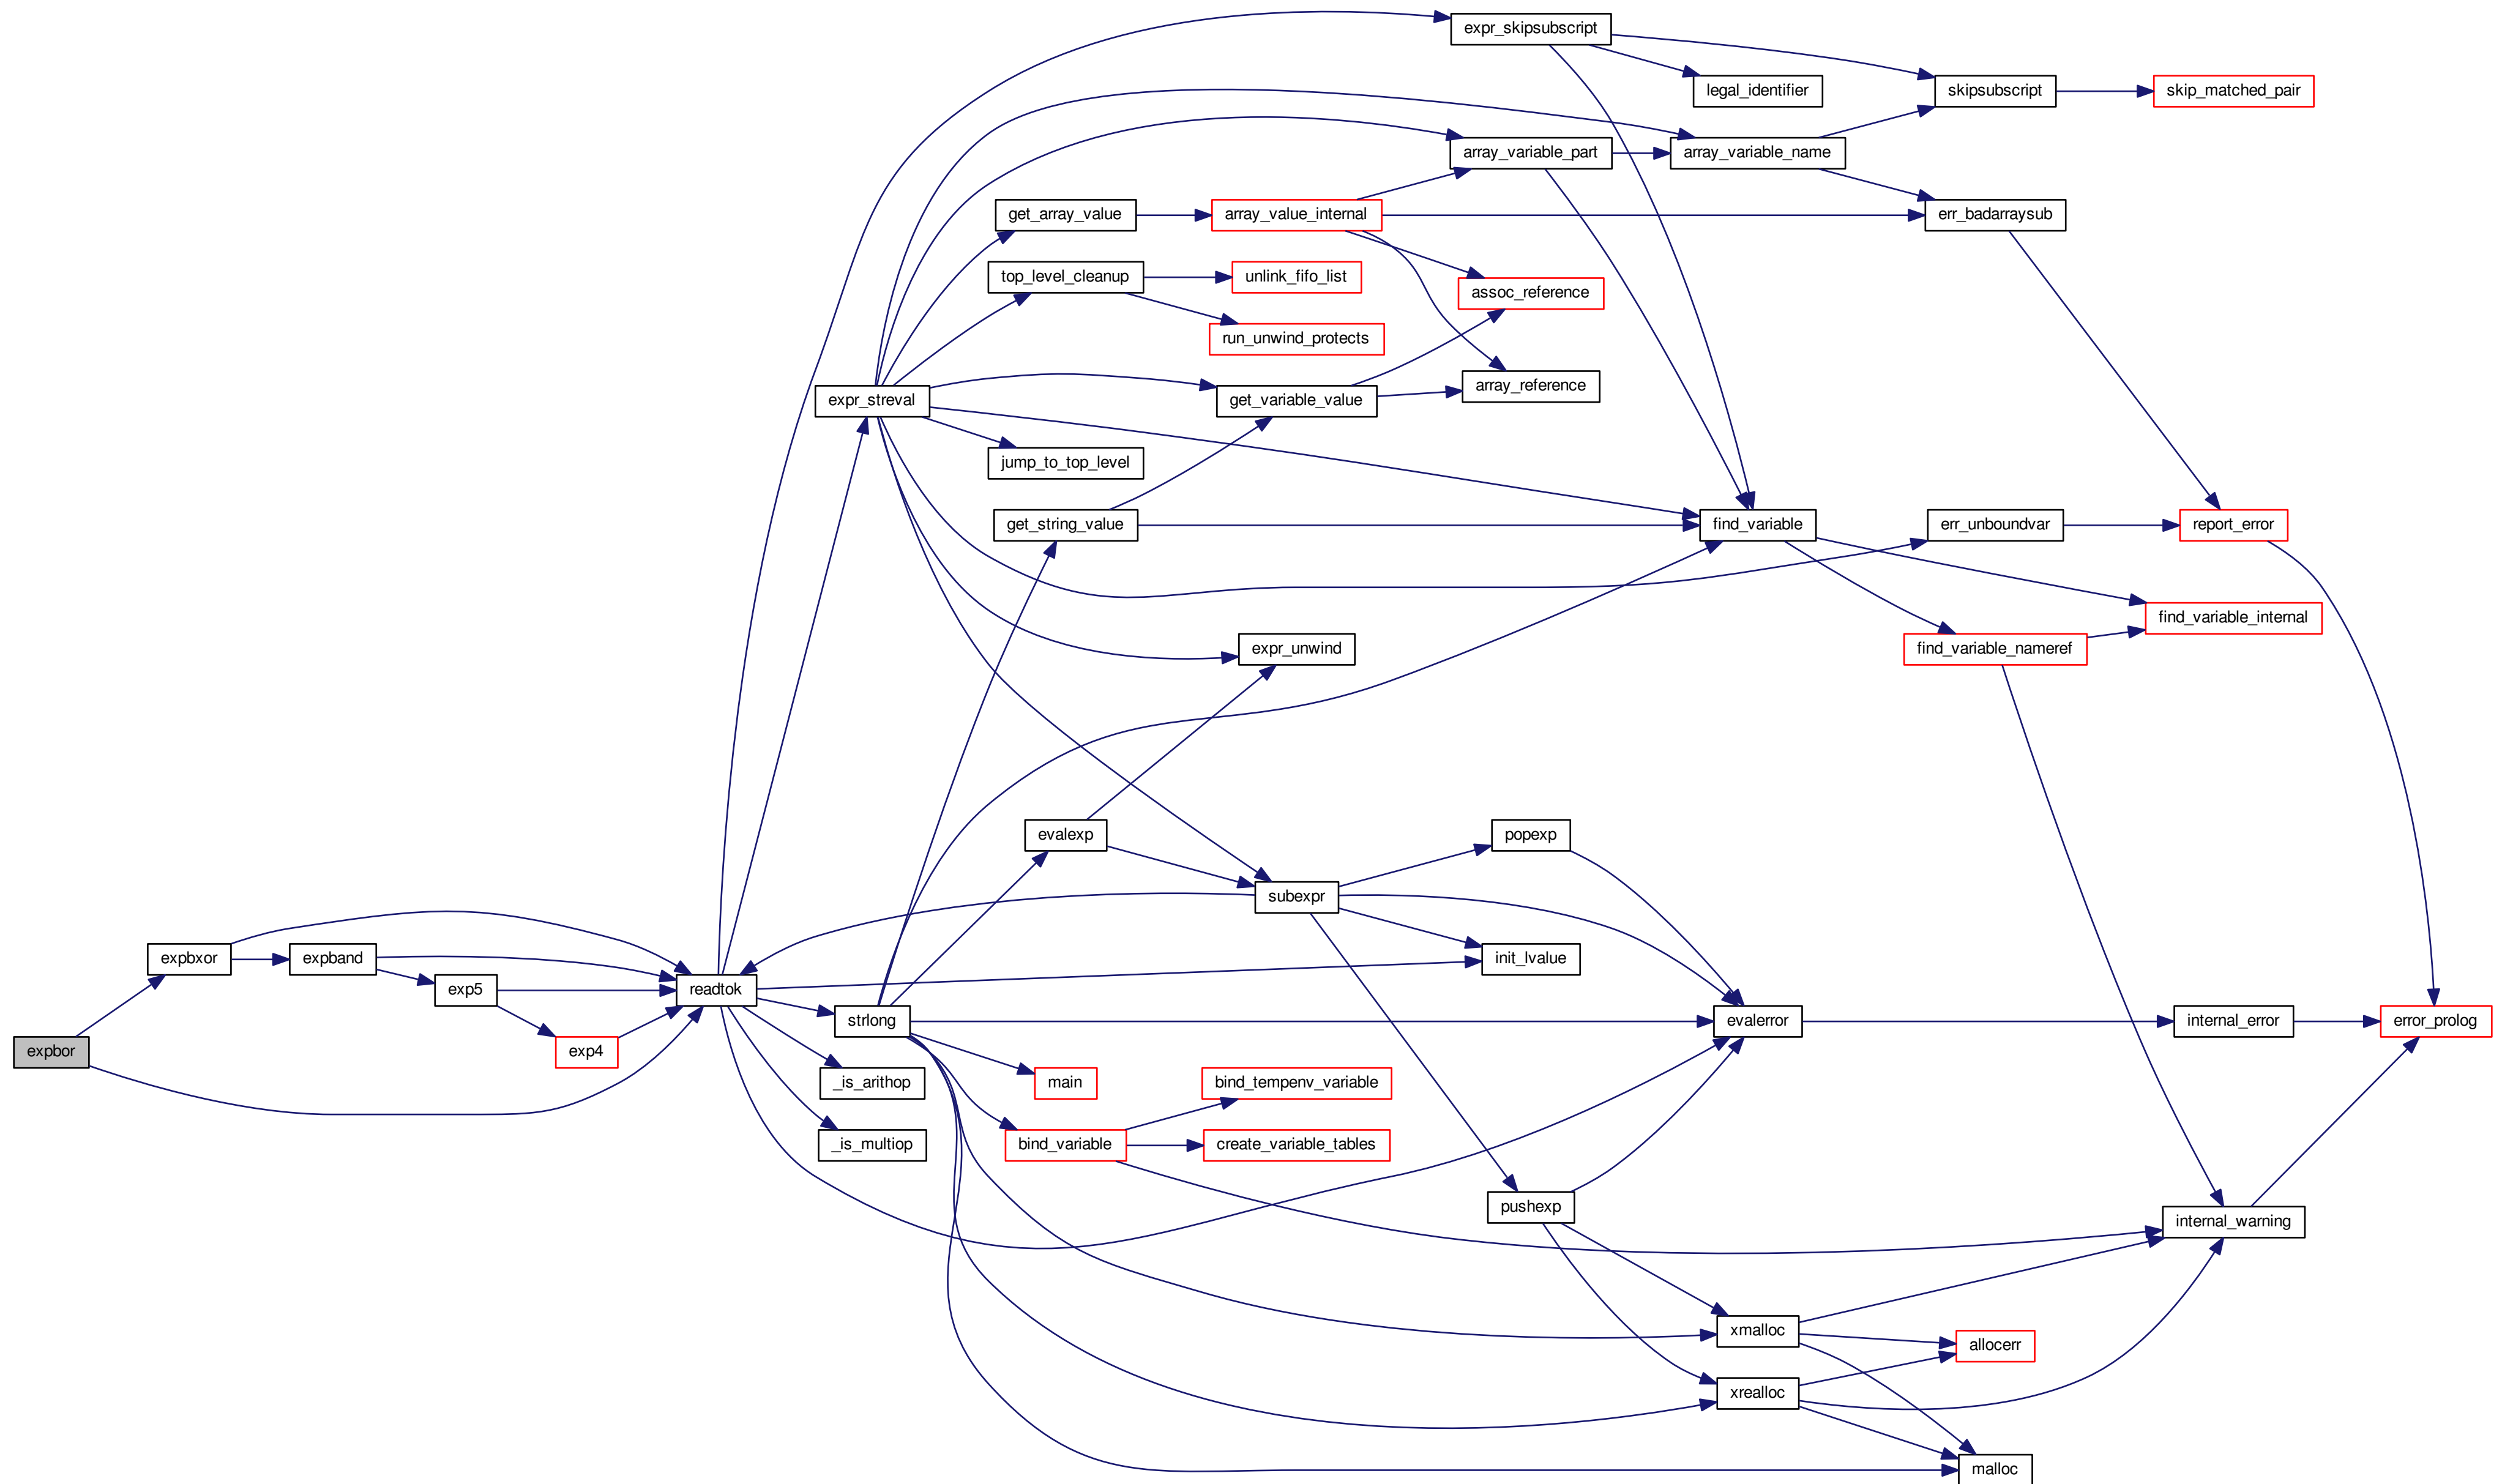 expr_skipsubscript
legal_identifier
skipsubscript
skip_matched_pair
array_variable_part
array_variable_name
get_array_value
array_value_internal
err_badarraysub
top_level_cleanup
unlink_fifo_list
assoc_reference
run_unwind_protects
expr_streval
get_variable_value
array_reference
jump_to_top_level
get_string_value
find_variable
err_unboundvar
report_error
find_variable_internal
expr_unwind
find_variable_nameref
evalexp
popexp
subexpr
expbxor
expband
init_lvalue
exp5
readtok
strlong
evalerror
internal_error
error_prolog
expbor
exp4
_is_arithop
main
bind_tempenv_variable
_is_multiop
bind_variable
create_variable_tables
pushexp
internal_warning
xmalloc
allocerr
xrealloc
malloc